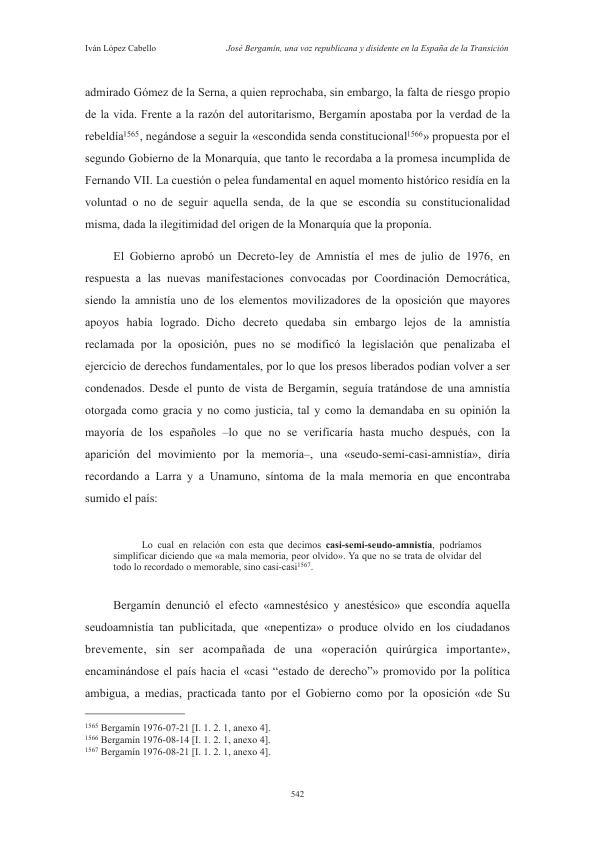 Iván López Cabello José Bergamín, una voz republicana y disidente en la España de la Transición
admirado Gómez de la Serna, a quien reprochaba, sin embargo, la falta de riesgo propio
de la vida. Frente a la razón del autoritarismo, Bergamín apostaba por la verdad de la
rebeldía1565, negándose a seguir la «escondida senda constitucional1566» propuesta por el
segundo Gobierno de la Monarquía, que tanto le recordaba a la promesa incumplida de
Fernando VII. La cuestión o pelea fundamental en aquel momento histórico residía en la
voluntad o no de seguir aquella senda, de la que se escondía su constitucionalidad
misma, dada la ilegitimidad del origen de la Monarquía que la proponía.
El Gobierno aprobó un Decreto-ley de Amnistía el mes de julio de 1976, en
respuesta a las nuevas manifestaciones convocadas por Coordinación Democrática,
siendo la amnistía uno de los elementos movilizadores de la oposición que mayores
apoyos había logrado. Dicho decreto quedaba sin embargo lejos de la amnistía
reclamada por la oposición, pues no se modificó la legislación que penalizaba el
ejercicio de derechos fundamentales, por lo que los presos liberados podían volver a ser
condenados. Desde el punto de vista de Bergamín, seguía tratándose de una amnistía
otorgada como gracia y no como justicia, tal y como la demandaba en su opinión la
mayoría de los españoles –lo que no se verificaría hasta mucho después, con la
aparición del movimiento por la memoria–, una «seudo-semi-casi-amnistía», diría
recordando a Larra y a Unamuno, síntoma de la mala memoria en que encontraba
sumido el país:
Lo cual en relación con esta que decimos casi-semi-seudo-amnistía, podríamos
simplificar diciendo que «a mala memoria, peor olvido». Ya que no se trata de olvidar del
todo lo recordado o memorable, sino casi-casi1567.
Bergamín denunció el efecto «amnestésico y anestésico» que escondía aquella
seudoamnistía tan publicitada, que «nepentiza» o produce olvido en los ciudadanos
brevemente, sin ser acompañada de una «operación quirúrgica importante»,
encaminándose el país hacia el «casi “estado de derecho”» promovido por la política
ambigua, a medias, practicada tanto por el Gobierno como por la oposición «de Su
1565 Bergamín 1976-07-21 [I. 1. 2. 1, anexo 4].
1566 Bergamín 1976-08-14 [I. 1. 2. 1, anexo 4].
1567 Bergamín 1976-08-21 [I. 1. 2. 1, anexo 4].
542